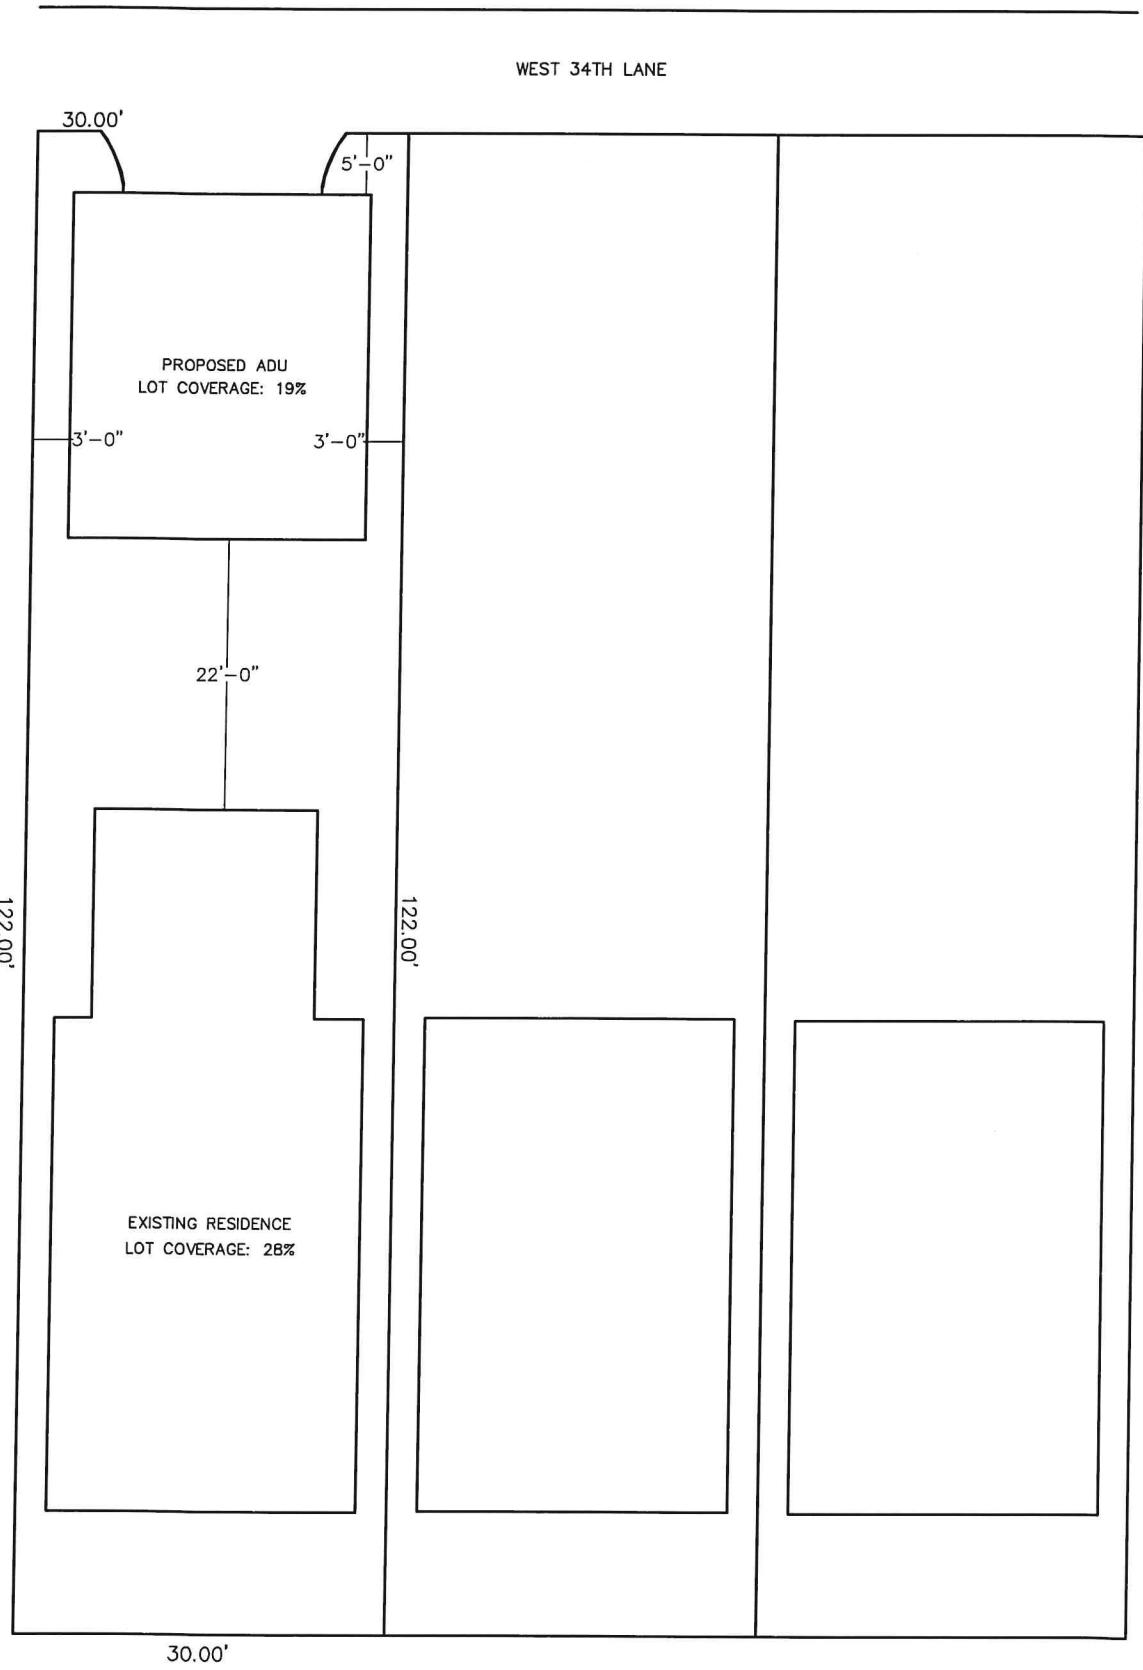 WEST 34TH LANE
30.00'
5'-0"
PROPOSED ADU
LOT COVERAGE: 19%
3'-0"
3'-0"
22'-0"
122.00'
122.00'
EXISTING RESIDENCE
LOT COVERAGE: 28%
30.00'